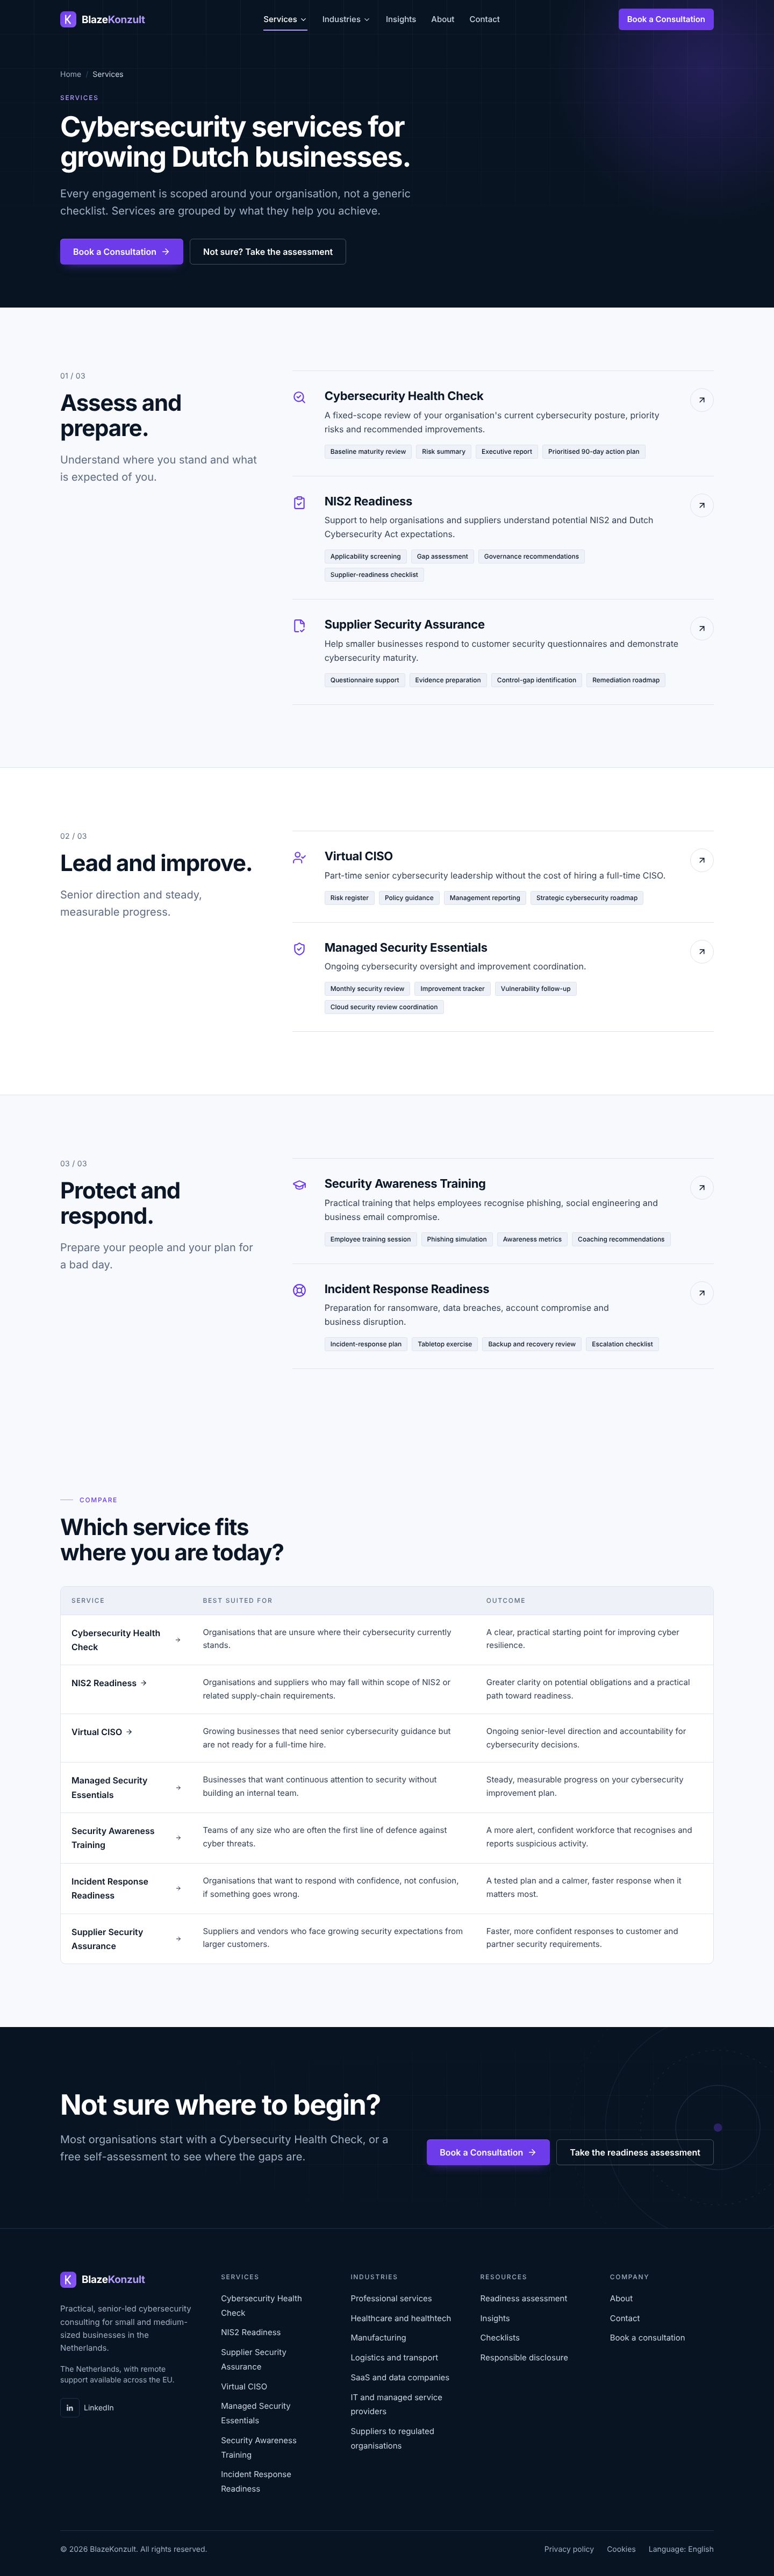 BlazeKonzult
Services
Industries
Insights
About
Contact
Book a Consultation
Home / Services
SERVICES
Cybersecurity services for
growing Dutch businesses.
Every engagement is scoped around your organisation, not a generic
checklist. Services are grouped by what they help you achieve.
Book a Consultation →
Not sure? Take the assessment
01 / 03
Assess and
prepare.
Understand where you stand and what
is expected of you.
Cybersecurity Health Check
A fixed-scope review of your organisation's current cybersecurity posture, priority
risks and recommended improvements.
Baseline maturity review
Risk summary
Executive report
Prioritised 90-day action plan
NIS2 Readiness
Support to help organisations and suppliers understand potential NIS2 and Dutch
Cybersecurity Act expectations.
Applicability screening
Gap assessment
Governance recommendations
Supplier-readiness checklist
Supplier Security Assurance
Help smaller businesses respond to customer security questionnaires and demonstrate
cybersecurity maturity.
Questionnaire support
Evidence preparation
Control-gap identification
Remediation roadmap
02 / 03
Lead and improve.
Senior direction and steady,
measurable progress.
Virtual CISO
Part-time senior cybersecurity leadership without the cost of hiring a full-time CISO.
Risk register
Policy guidance
Management reporting
Strategic cybersecurity roadmap
Managed Security Essentials
Ongoing cybersecurity oversight and improvement coordination.
Monthly security review
Improvement tracker
Vulnerability follow-up
Cloud security review coordination
03 / 03
Protect and
respond.
Prepare your people and your plan for
a bad day.
Security Awareness Training
Practical training that helps employees recognise phishing, social engineering and
business email compromise.
Employee training session
Phishing simulation
Awareness metrics
Coaching recommendations
Incident Response Readiness
Preparation for ransomware, data breaches, account compromise and
business disruption.
Incident-response plan
Tabletop exercise
Backup and recovery review
Escalation checklist
COMPARE
Which service fits
where you are today?
SERVICE
BEST SUITED FOR
OUTCOME
Cybersecurity Health
Check →
Organisations that are unsure where their cybersecurity currently
stands.
A clear, practical starting point for improving cyber
resilience.
NIS2 Readiness →
Organisations and suppliers who may fall within scope of NIS2 or
related supply-chain requirements.
Greater clarity on potential obligations and a practical
path toward readiness.
Virtual CISO →
Growing businesses that need senior cybersecurity guidance but
are not ready for a full-time hire.
Ongoing senior-level direction and accountability for
cybersecurity decisions.
Managed Security
Essentials →
Businesses that want continuous attention to security without
building an internal team.
Steady, measurable progress on your cybersecurity
improvement plan.
Security Awareness
Training →
Teams of any size who are often the first line of defence against
cyber threats.
A more alert, confident workforce that recognises and
reports suspicious activity.
Incident Response
Readiness →
Organisations that want to respond with confidence, not confusion,
if something goes wrong.
A tested plan and a calmer, faster response when it
matters most.
Supplier Security
Assurance →
Suppliers and vendors who face growing security expectations from
larger customers.
Faster, more confident responses to customer and
partner security requirements.
Not sure where to begin?
Most organisations start with a Cybersecurity Health Check, or a
free self-assessment to see where the gaps are.
Book a Consultation →
Take the readiness assessment
BlazeKonzult
Practical, senior-led cybersecurity
consulting for small and medium-
sized businesses in the
Netherlands.
The Netherlands, with remote
support available across the EU.
in LinkedIn
SERVICES
Cybersecurity Health
Check
NIS2 Readiness
Supplier Security
Assurance
Virtual CISO
Managed Security
Essentials
Security Awareness
Training
Incident Response
Readiness
INDUSTRIES
Professional services
Healthcare and healthtech
Manufacturing
Logistics and transport
SaaS and data companies
IT and managed service
providers
Suppliers to regulated
organisations
RESOURCES
Readiness assessment
Insights
Checklists
Responsible disclosure
COMPANY
About
Contact
Book a consultation
© 2026 BlazeKonzult. All rights reserved.
Privacy policy
Cookies
Language: English